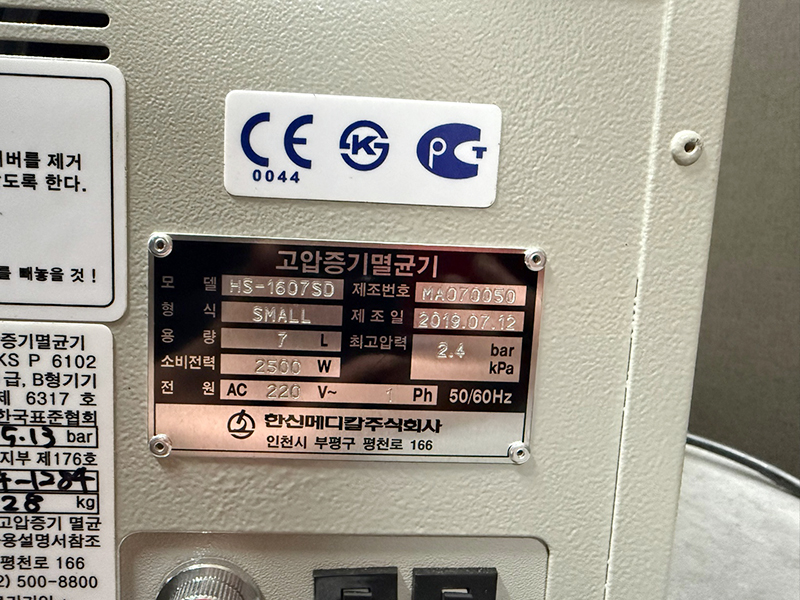 버를 제거
않도록 한다.
를 빼놓을 것 !
CE
0044
K
РСТ
고압증기멸균기
모 델 HS-1607SD 제조번호 MA070050
형 식 SMALL 제 조 일 2019.07.12
용 량 7 L 최고압력 2.4 bar
kPa
소비전력 2500 W
전 원 AC 220 V~ 1 Ph 50/60Hz
한신메디칼주식회사
인천시 부평구 평천로 166
증기멸균기
KS P 6102
급, B형기기
제 6317 호
한국표준협회
bar
지부 제176호
28 kg
고압증기 멸균
용설명서참조
평천로 166
2) 500-8800